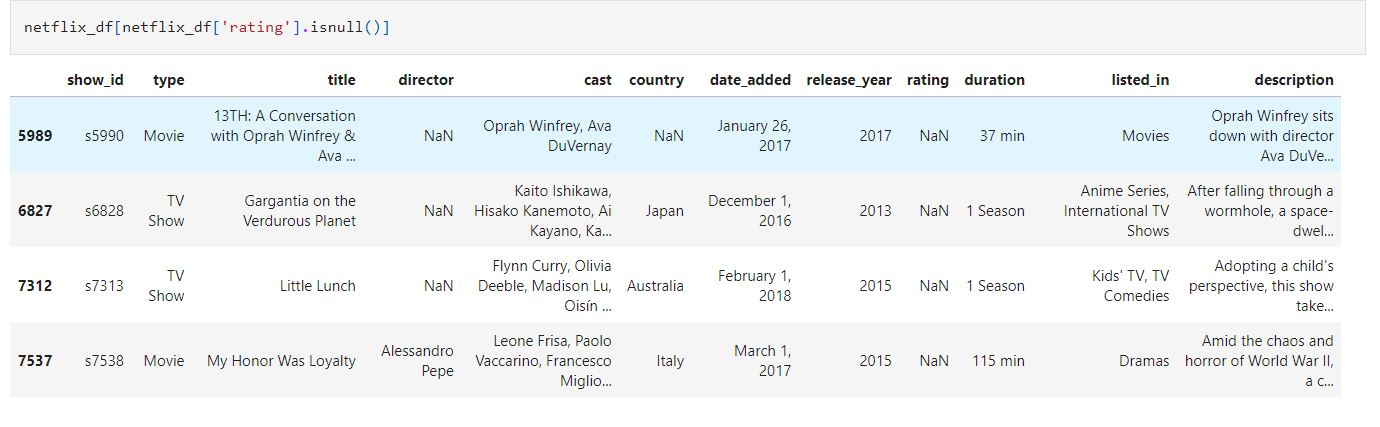 netflix_df[netflix_df['rating'].isnull()]
show_id type title director cast country date_added release_year rating duration listed_in description
5989 s5990 Movie 13TH: A Conversation with Oprah Winfrey & Ava ... NaN Oprah Winfrey, Ava DuVernay NaN January 26, 2017 2017 NaN 37 min Movies Oprah Winfrey sits down with director Ava DuVe...
6827 s6828 TV Show Gargantia on the Verdurous Planet NaN Kaito Ishikawa, Hisako Kanemoto, Ai Kayano, Ka... Japan December 1, 2016 2013 NaN 1 Season Anime Series, International TV Shows After falling through a wormhole, a space-dwel...
7312 s7313 TV Show Little Lunch NaN Flynn Curry, Olivia Deeble, Madison Lu, Oisín ... Australia February 1, 2018 2015 NaN 1 Season Kids' TV, TV Comedies Adopting a child's perspective, this show take...
7537 s7538 Movie My Honor Was Loyalty Alessandro Pepe Leone Frisa, Paolo Vaccarino, Francesco Miglio... Italy March 1, 2017 2015 NaN 115 min Dramas Amid the chaos and horror of World War II, a c...